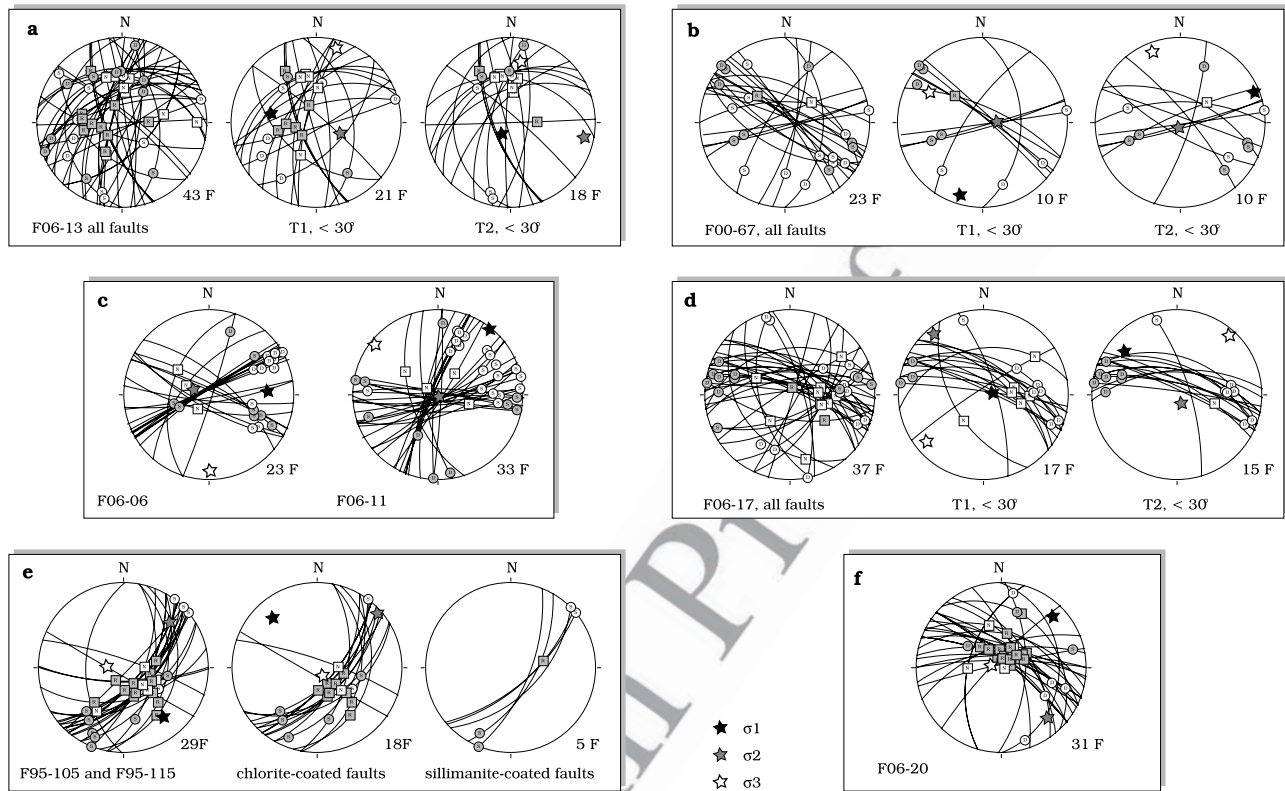 a
N
N
N
43 F
21 F
18 F
F06-13 all faults
T1, < 30°
T2, < 30°
b
N
N
N
23 F
10 F
10 F
F00-67, all faults
T1, < 30°
T2, < 30°
c
N
N
23 F
33 F
F06-06
F06-11
d
N
N
N
37 F
17 F
15 F
F06-17, all faults
T1, < 30°
T2, < 30°
e
N
N
N
29F
18F
5 F
F95-105 and F95-115
chlorite-coated faults
sillimanite-coated faults
σ1
σ2
σ3
f
N
31 F
F06-20